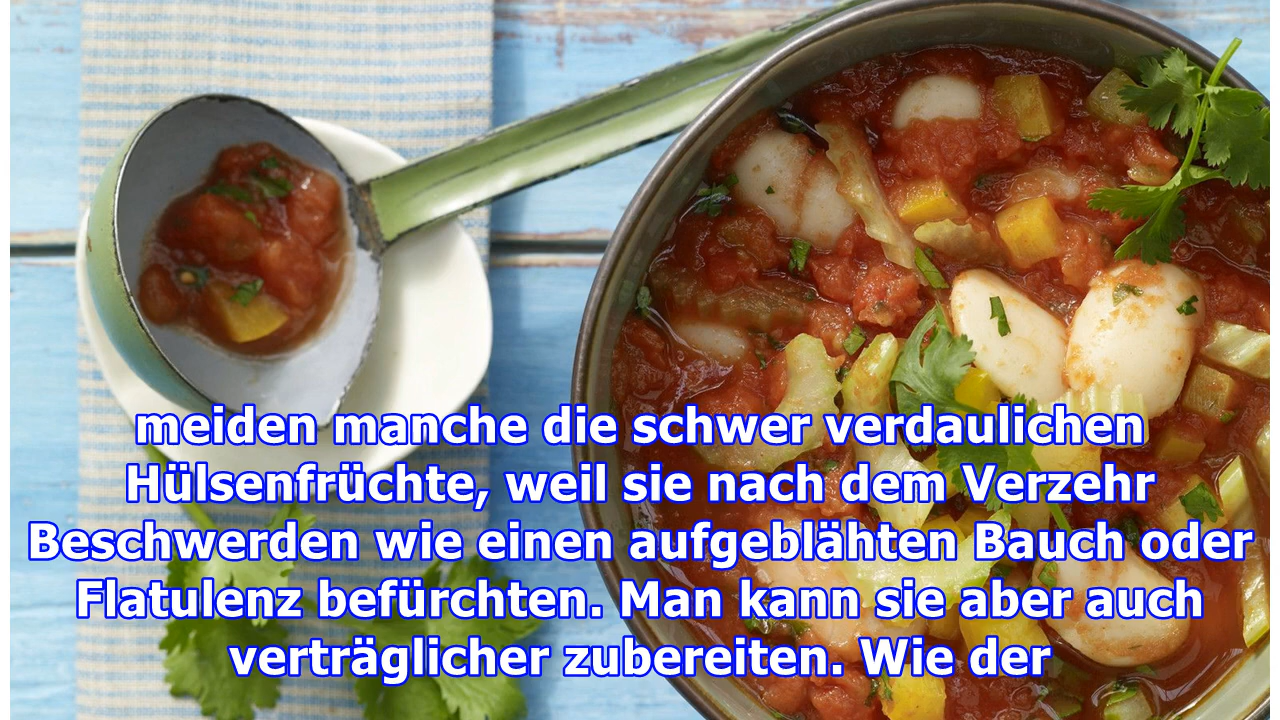 meiden manche die schwer verdaulichen
Hülsenfrüchte, weil sie nach dem Verzehr
Beschwerden wie einen aufgeblähten Bauch oder
Flatulenz befürchten. Man kann sie aber auch
verträglicher zubereiten. Wie der